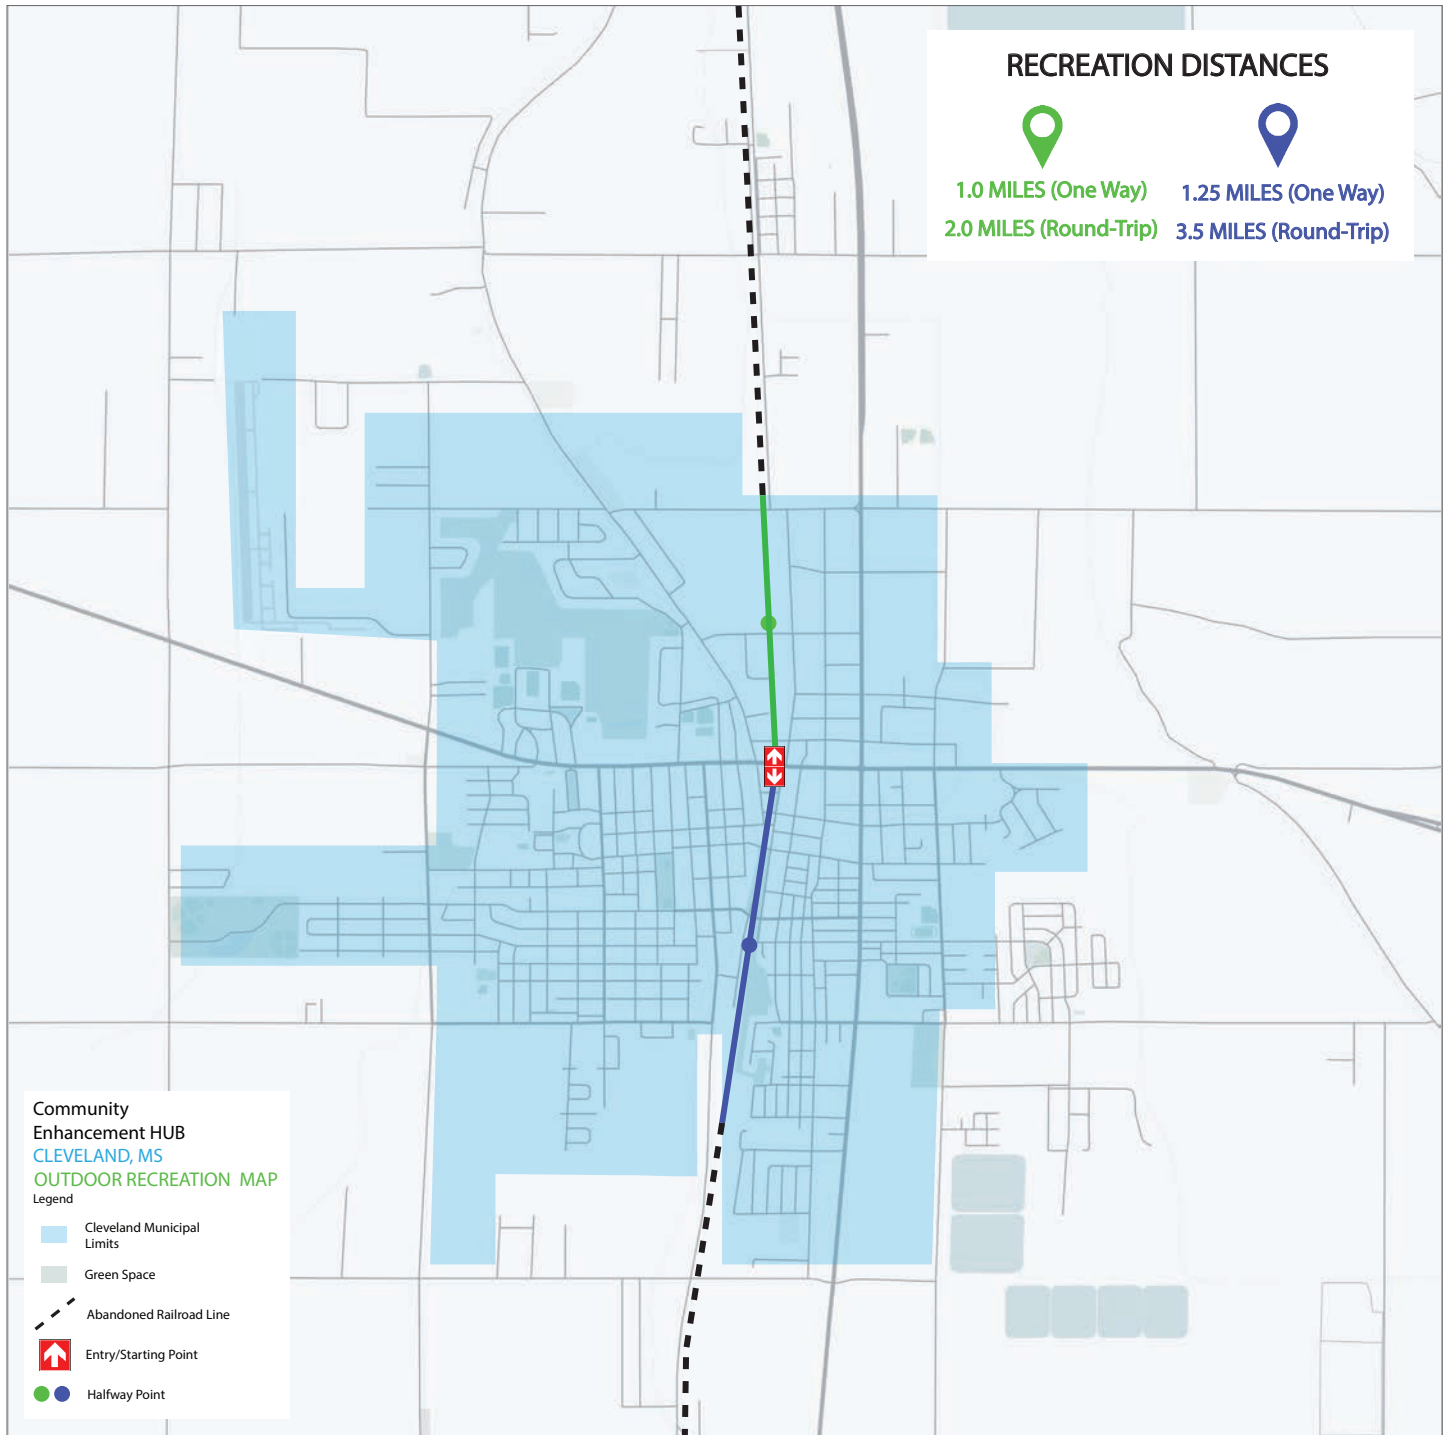 RECREATION DISTANCES
1.0 MILES (One Way)
2.0 MILES (Round-Trip)
1.25 MILES (One Way)
3.5 MILES (Round-Trip)
Community
Enhancement HUB
CLEVELAND, MS
OUTDOOR RECREATION MAP
Legend
Cleveland Municipal
Limits
Green Space
Abandoned Railroad Line
Entry/Starting Point
Halfway Point